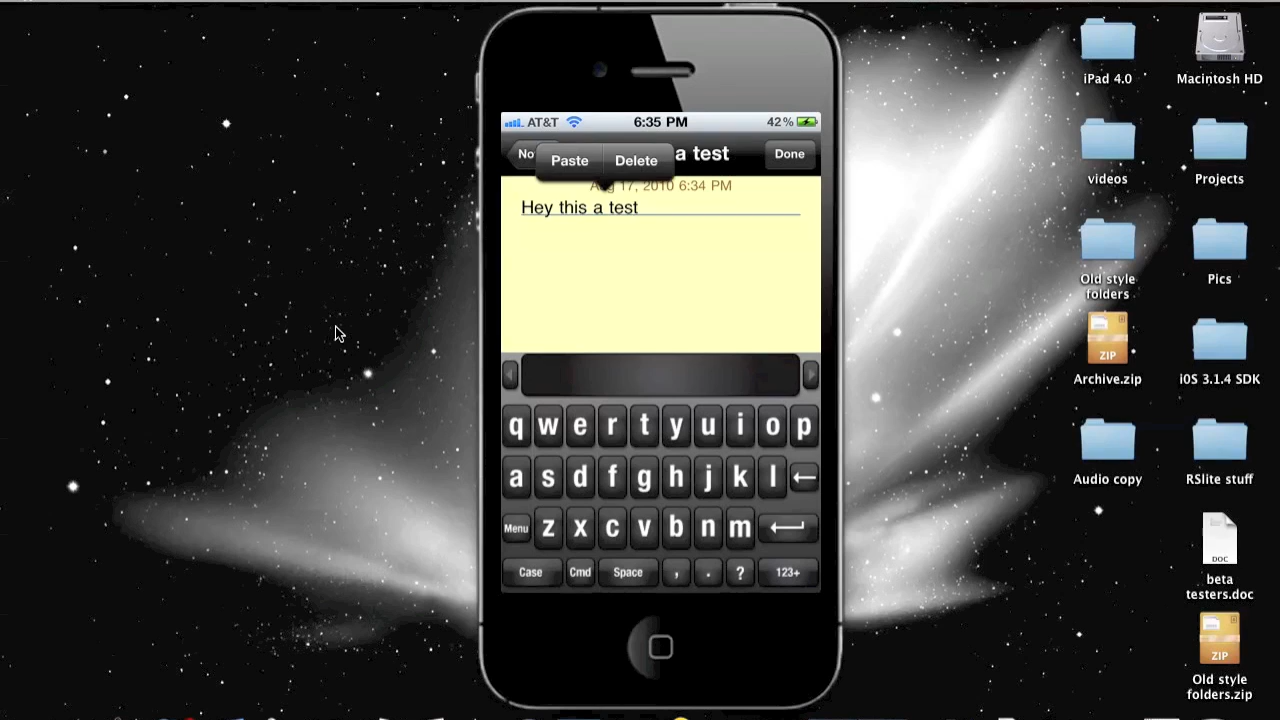 AT&T
6:35 PM
42%
No
Paste
Delete
a test
Done
Aug 17, 2010 6:34 PM
Hey this a test
q w e r t y u i o p
a s d f g h j k l
Menu z x c v b n m
Case Cmd Space , . ? 123+
iPad 4.0
Macintosh HD
videos
Projects
Old style
folders
Pics
ZIP
Archive.zip
iOS 3.1.4 SDK
Audio copy
RSlite stuff
DOC
beta
testers.doc
ZIP
Old style
folders.zip